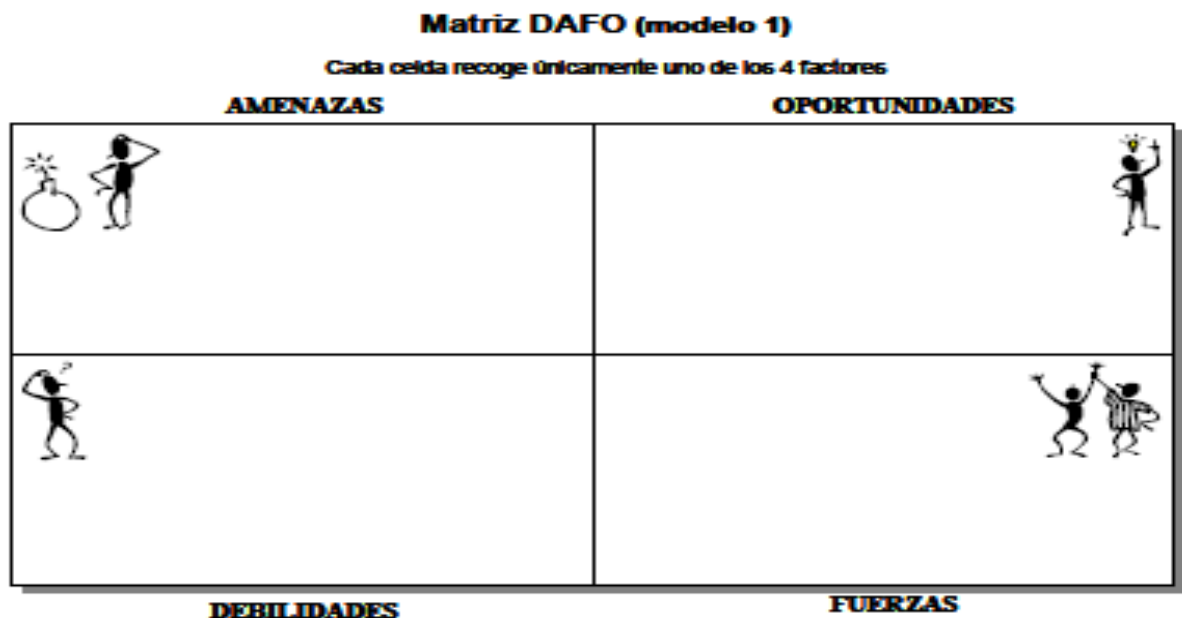 Matriz DAFO (modelo 1)
Cada celda recoge únicamente uno de los 4 factores
AMENAZAS OPORTUNIDADES
?
DEBILIDADES FUERZAS